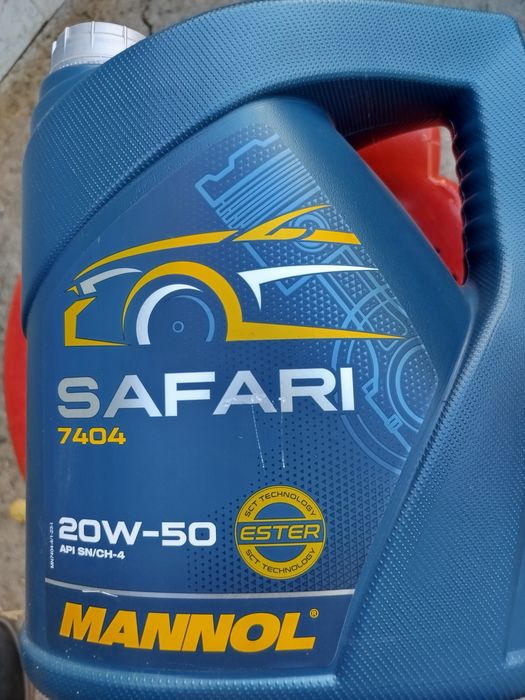 SAFARI
7404
20W-50
API SN/CH-4
SCT TECHNOLOGY
ESTER
SCT TECHNOLOGY
MANNOL®